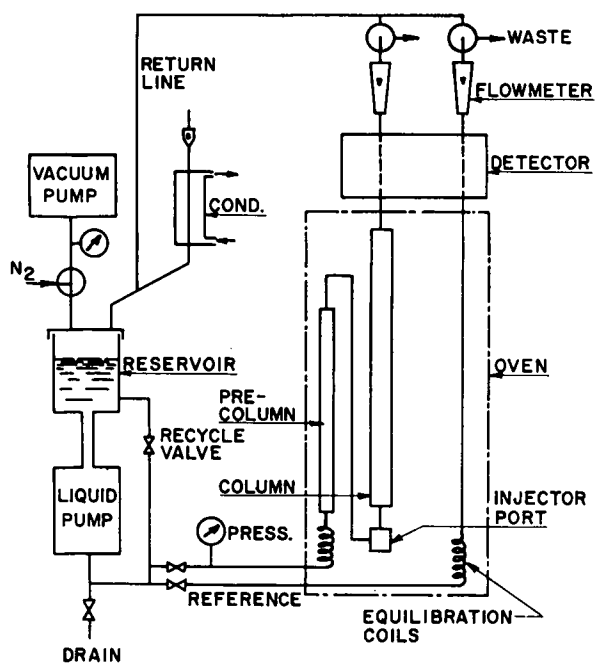 WASTE
RETURN
LINE
FLOWMETER
VACUUM
PUMP
DETECTOR
COND.
N2
RESERVOIR
OVEN
PRE-
COLUMN
RECYCLE
VALVE
COLUMN
INJECTOR
PORT
LIQUID
PUMP
PRESS.
REFERENCE
EQUILIBRATION
COILS
DRAIN